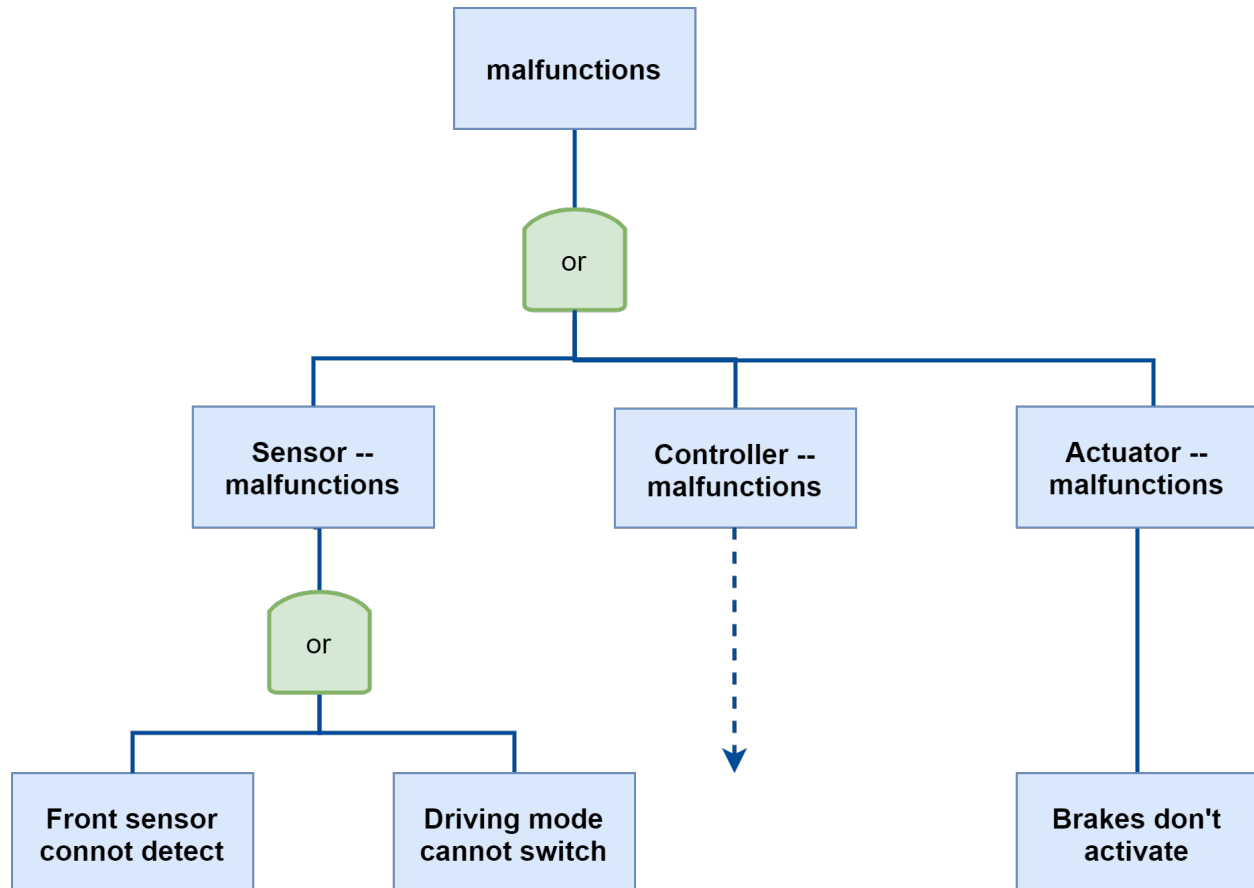 malfunctions
or
Sensor --
malfunctions
Controller --
malfunctions
Actuator --
malfunctions
or
Front sensor
connot detect
Driving mode
cannot switch
Brakes don't
activate